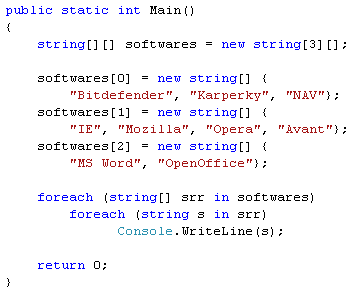 public static int Main()
{
    string[][] softwares = new string[3][];

    softwares[0] = new string[] {
        "Bitdefender", "Karperky", "NAV"};
    softwares[1] = new string[] {
        "IE", "Mozilla", "Opera", "Avant"};
    softwares[2] = new string[] {
        "MS Word", "OpenOffice"};

    foreach (string[] srr in softwares)
        foreach (string s in srr)
              Console.WriteLine(s);

    return 0;
}